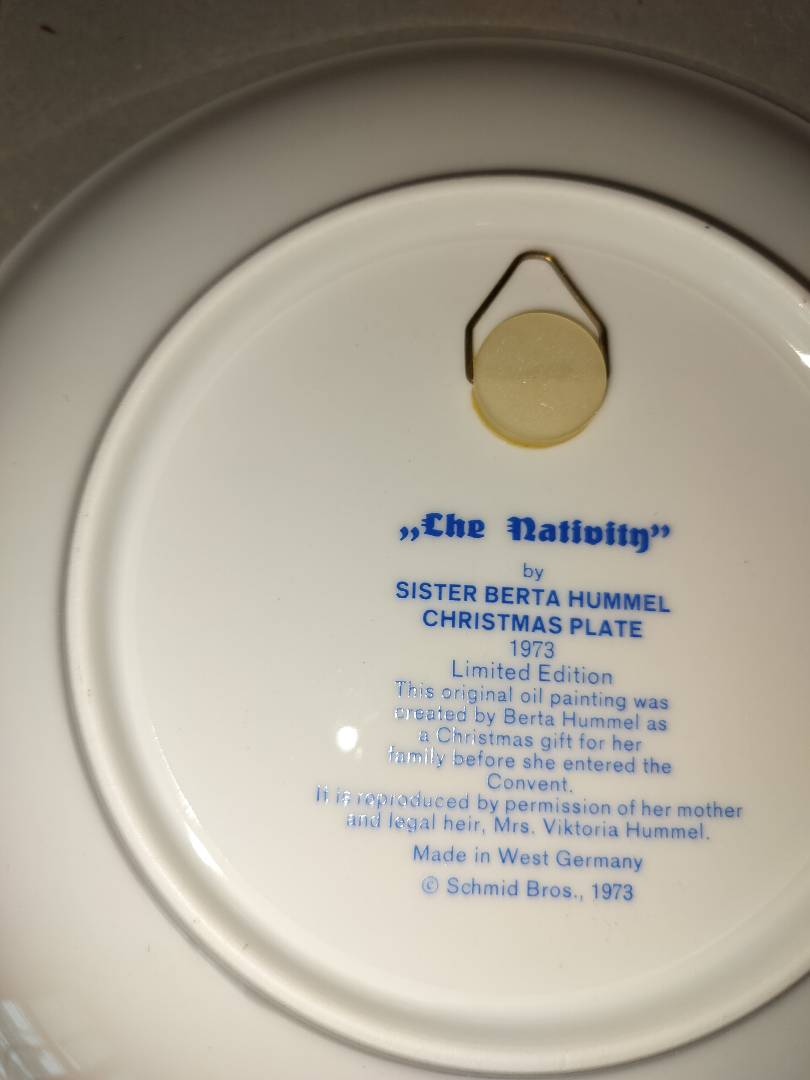 „The Nativity”
by
SISTER BERTA HUMMEL
CHRISTMAS PLATE
1973
Limited Edition
This original oil painting was
created by Berta Hummel as
a Christmas gift for her
family before she entered the
Convent.
It is reproduced by permission of her mother
and legal heir, Mrs. Viktoria Hummel.
Made in West Germany
© Schmid Bros., 1973